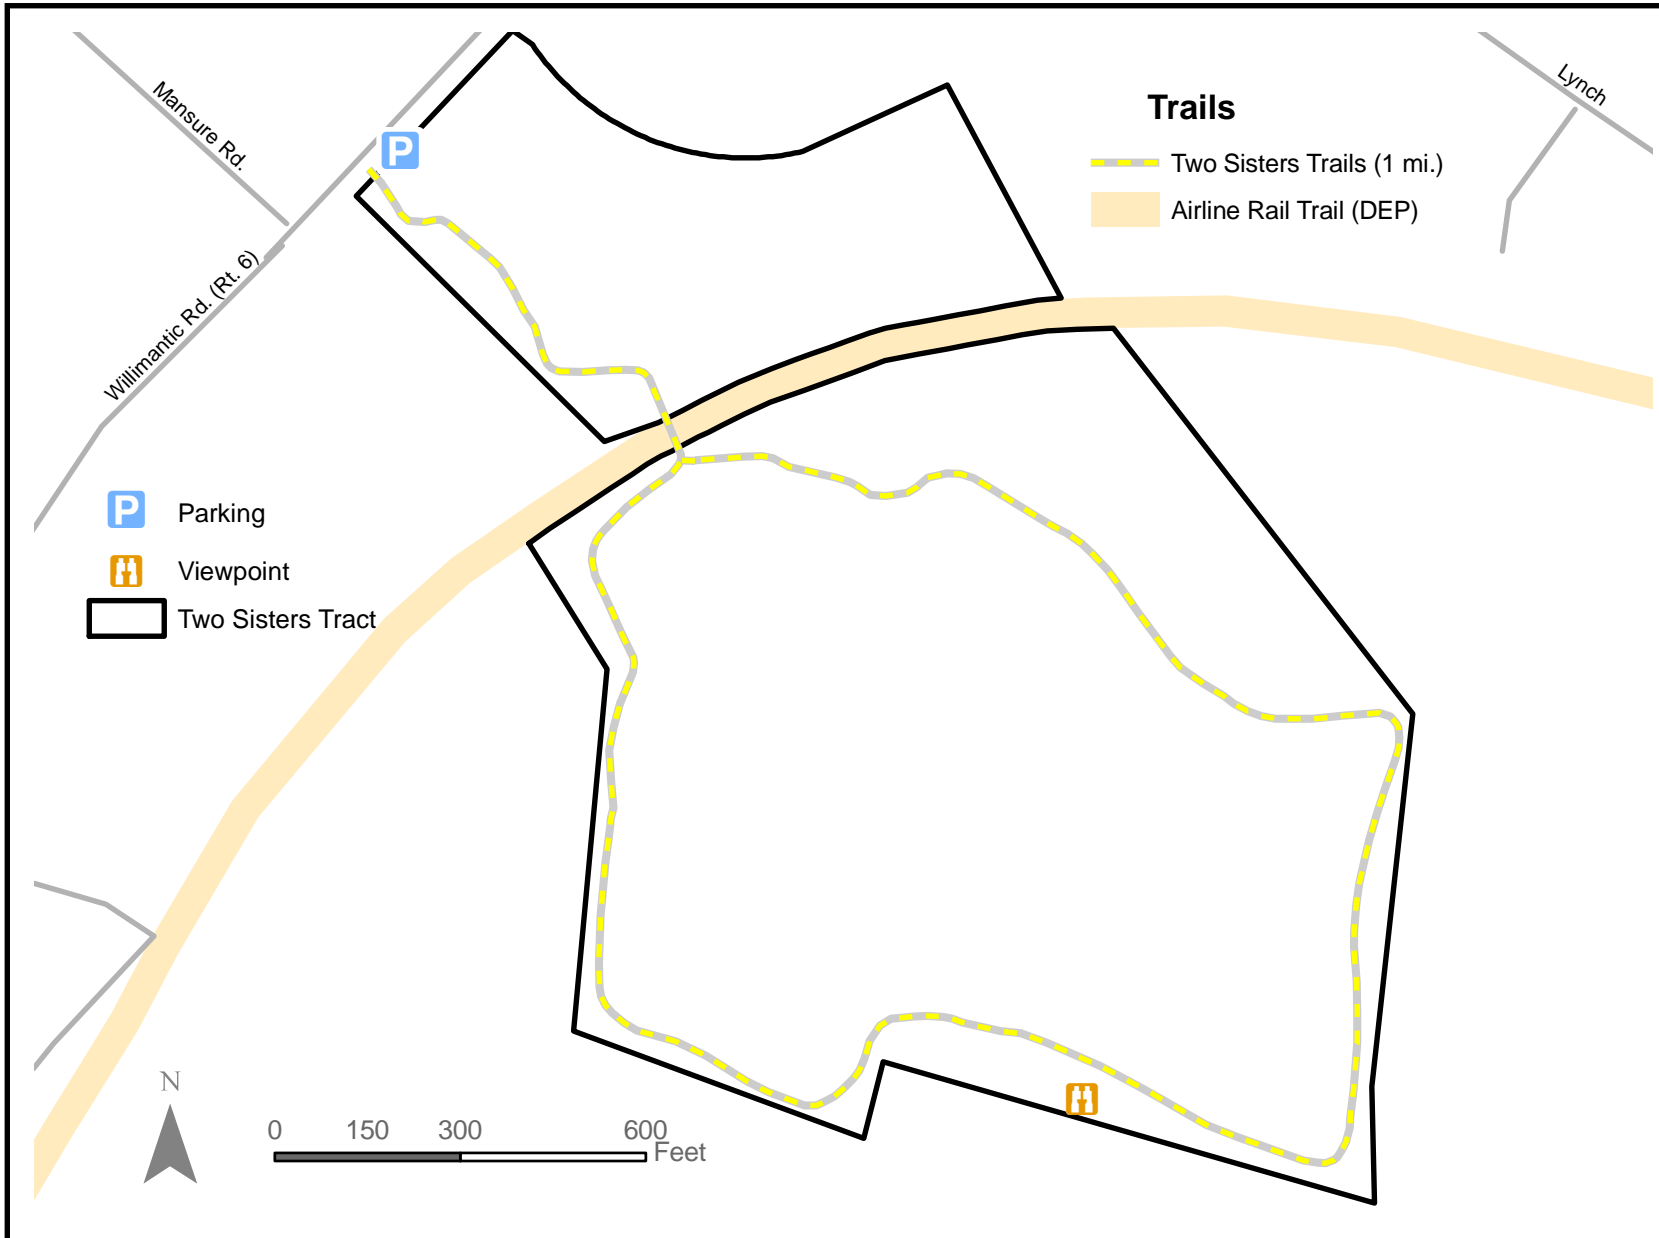 Mansure Rd.
Lynch
P
Trails
Two Sisters Trails (1 mi.)
Airline Rail Trail (DEP)
Willimantic Rd. (Rt. 6)
P Parking
Viewpoint
Two Sisters Tract
N
0 150 300 600
Feet